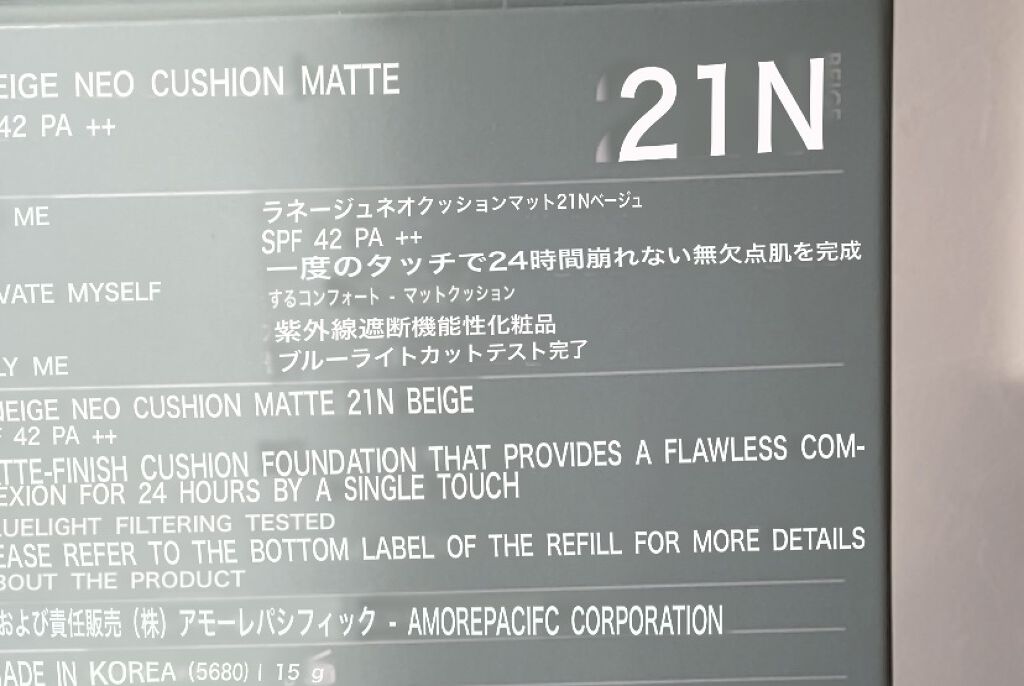 EIGE NEO CUSHION MATTE
21N
42 PA ++
ME
ラネージュネオクッションマット21Nベージュ
SPF 42 PA ++
一度のタッチで24時間崩れない無欠点肌を完成
VATE MYSELF
するコンフォート - マットクッション
紫外線遮断機能性化粧品
LY ME
ブルーライトカットテスト完了
NEIGE NEO CUSHION MATTE 21N BEIGE
F 42 PA ++
TTE-FINISH CUSHION FOUNDATION THAT PROVIDES A FLAWLESS COM-
EXION FOR 24 HOURS BY A SINGLE TOUCH
LUELIGHT FILTERING TESTED
EASE REFER TO THE BOTTOM LABEL OF THE REFILL FOR MORE DETAILS
BOUT THE PRODUCT
および責任販売 (株) アモーレパシフィック - AMOREPACIFC CORPORATION
MADE IN KOREA (5680) | 15 g